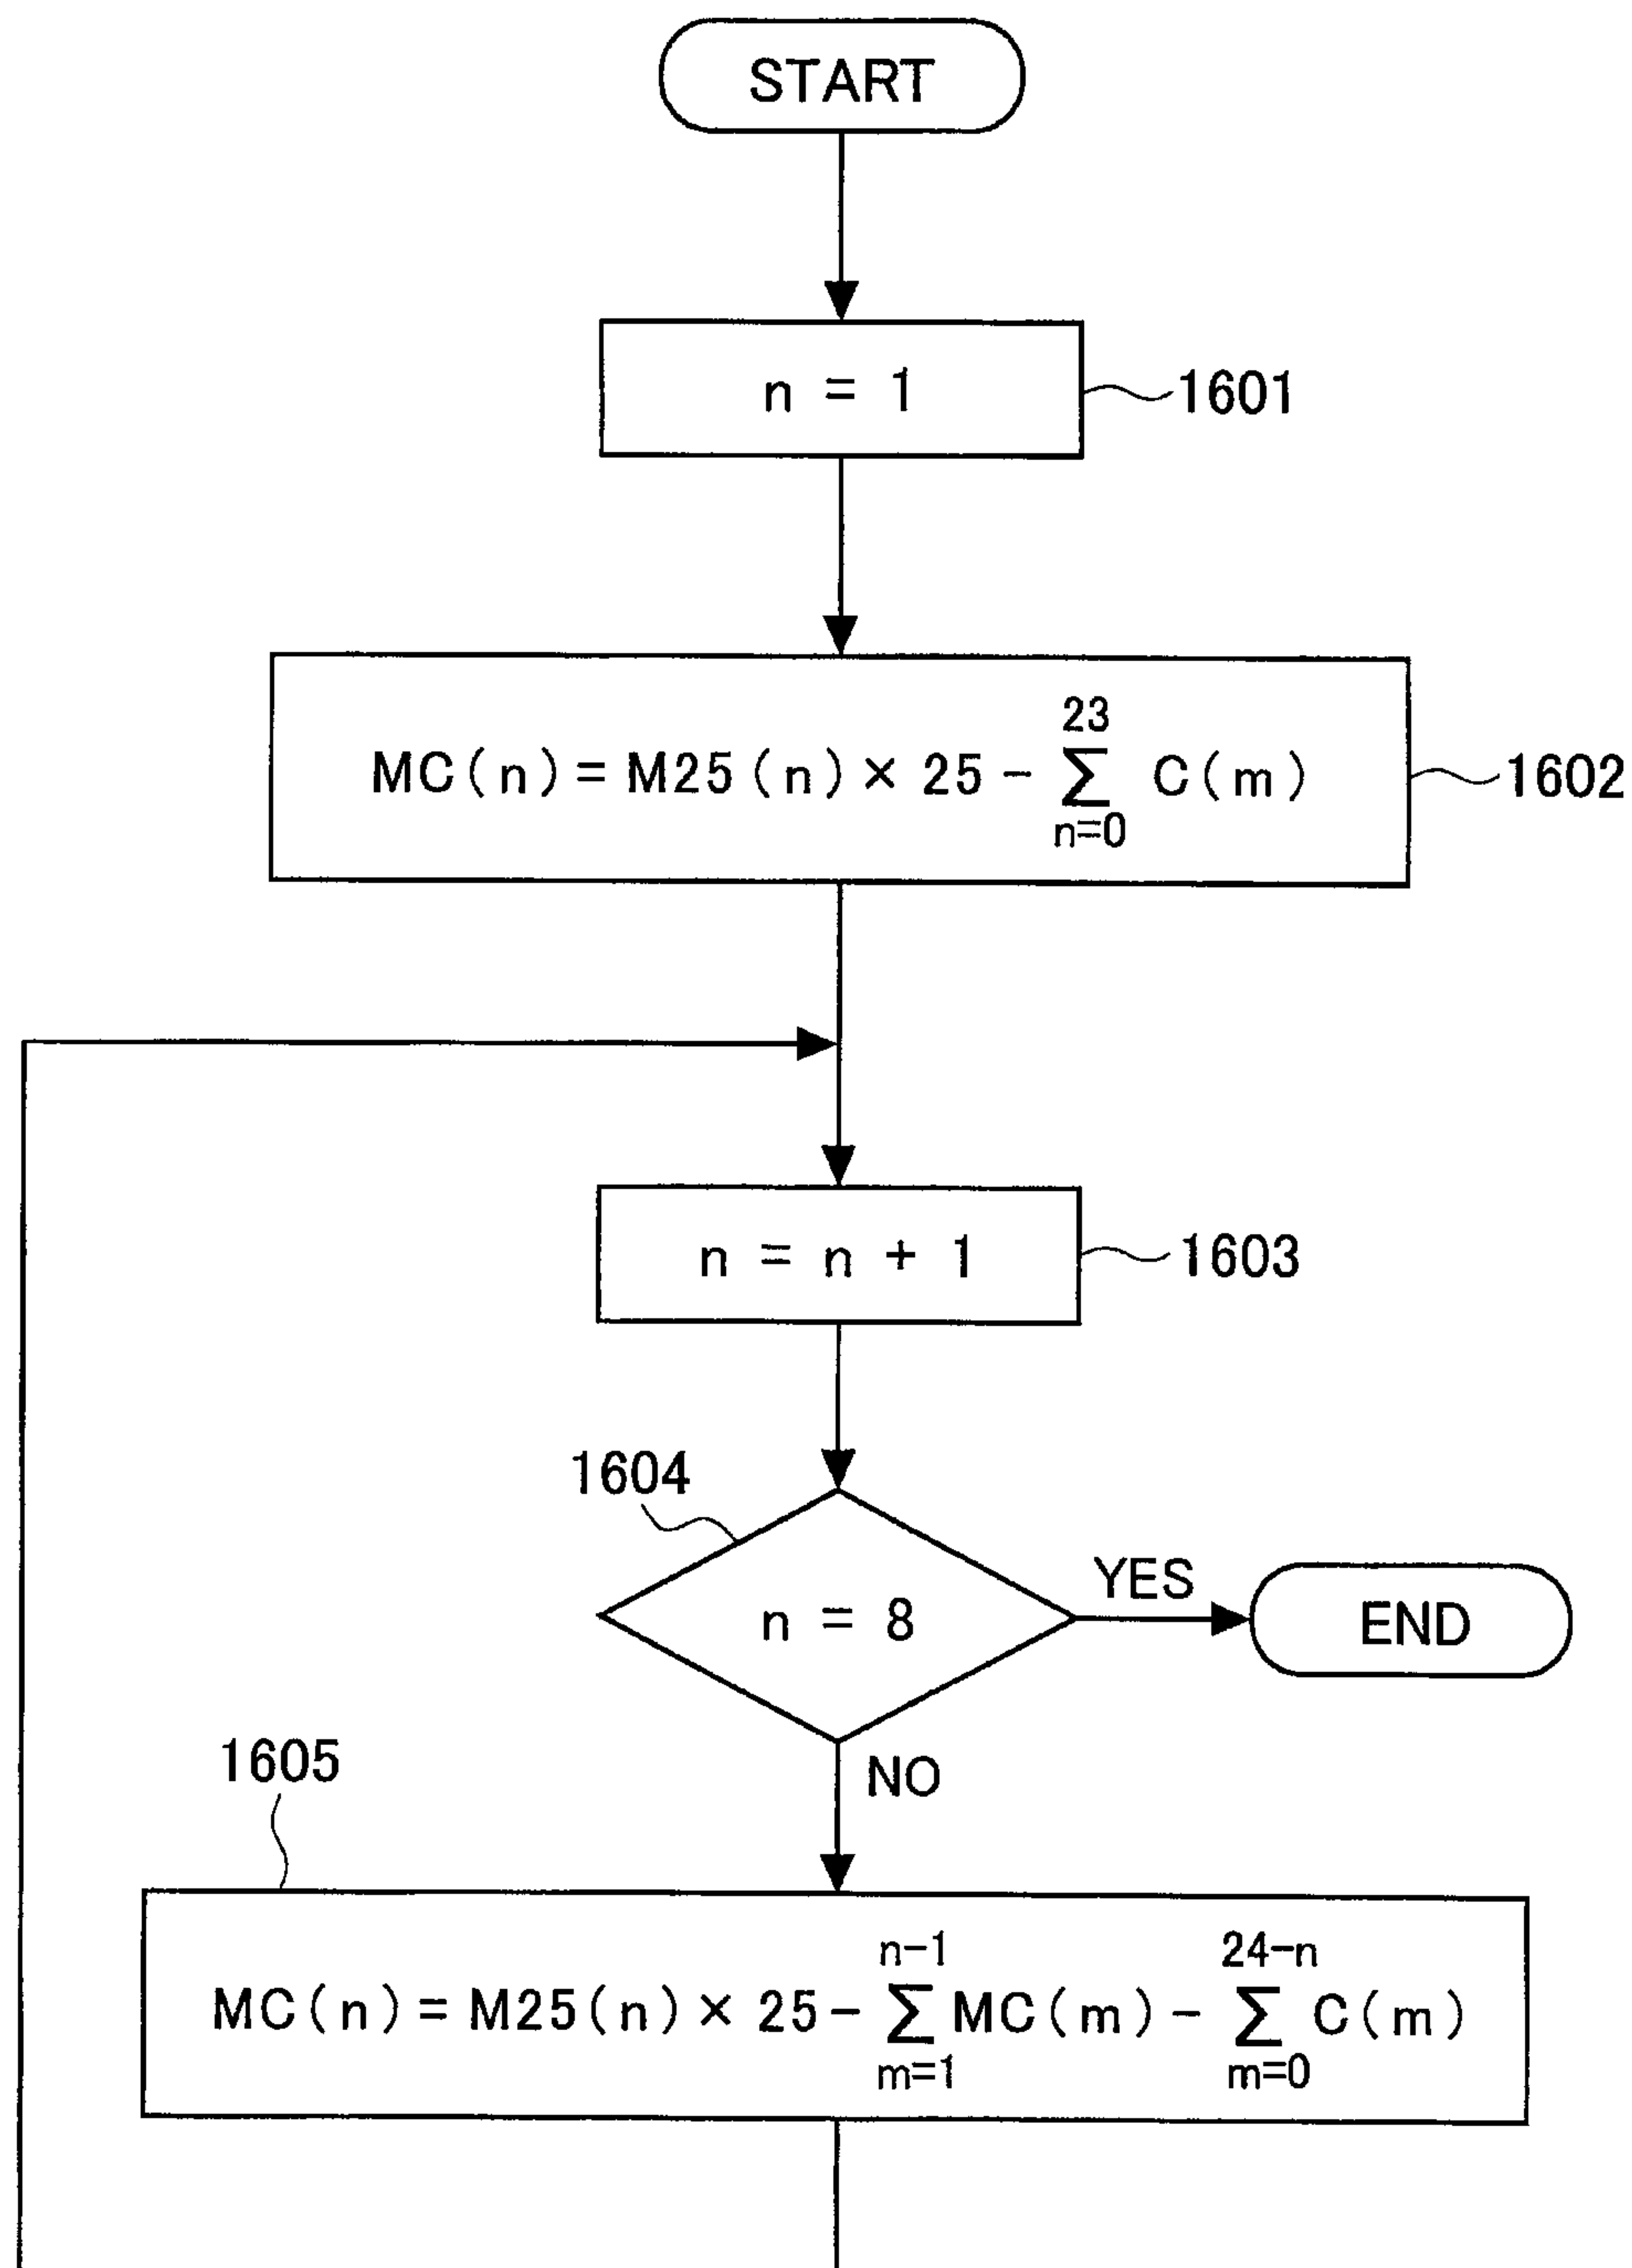 START
n = 1
1601
23
MC(n) = M25(n) × 25 - Σ C(m)
n=0
1602
n = n + 1
1603
1604
n = 8
YES
END
NO
1605
n-1 24-n
MC(n) = M25(n) × 25 - Σ MC(m) - Σ C(m)
m=1 m=0